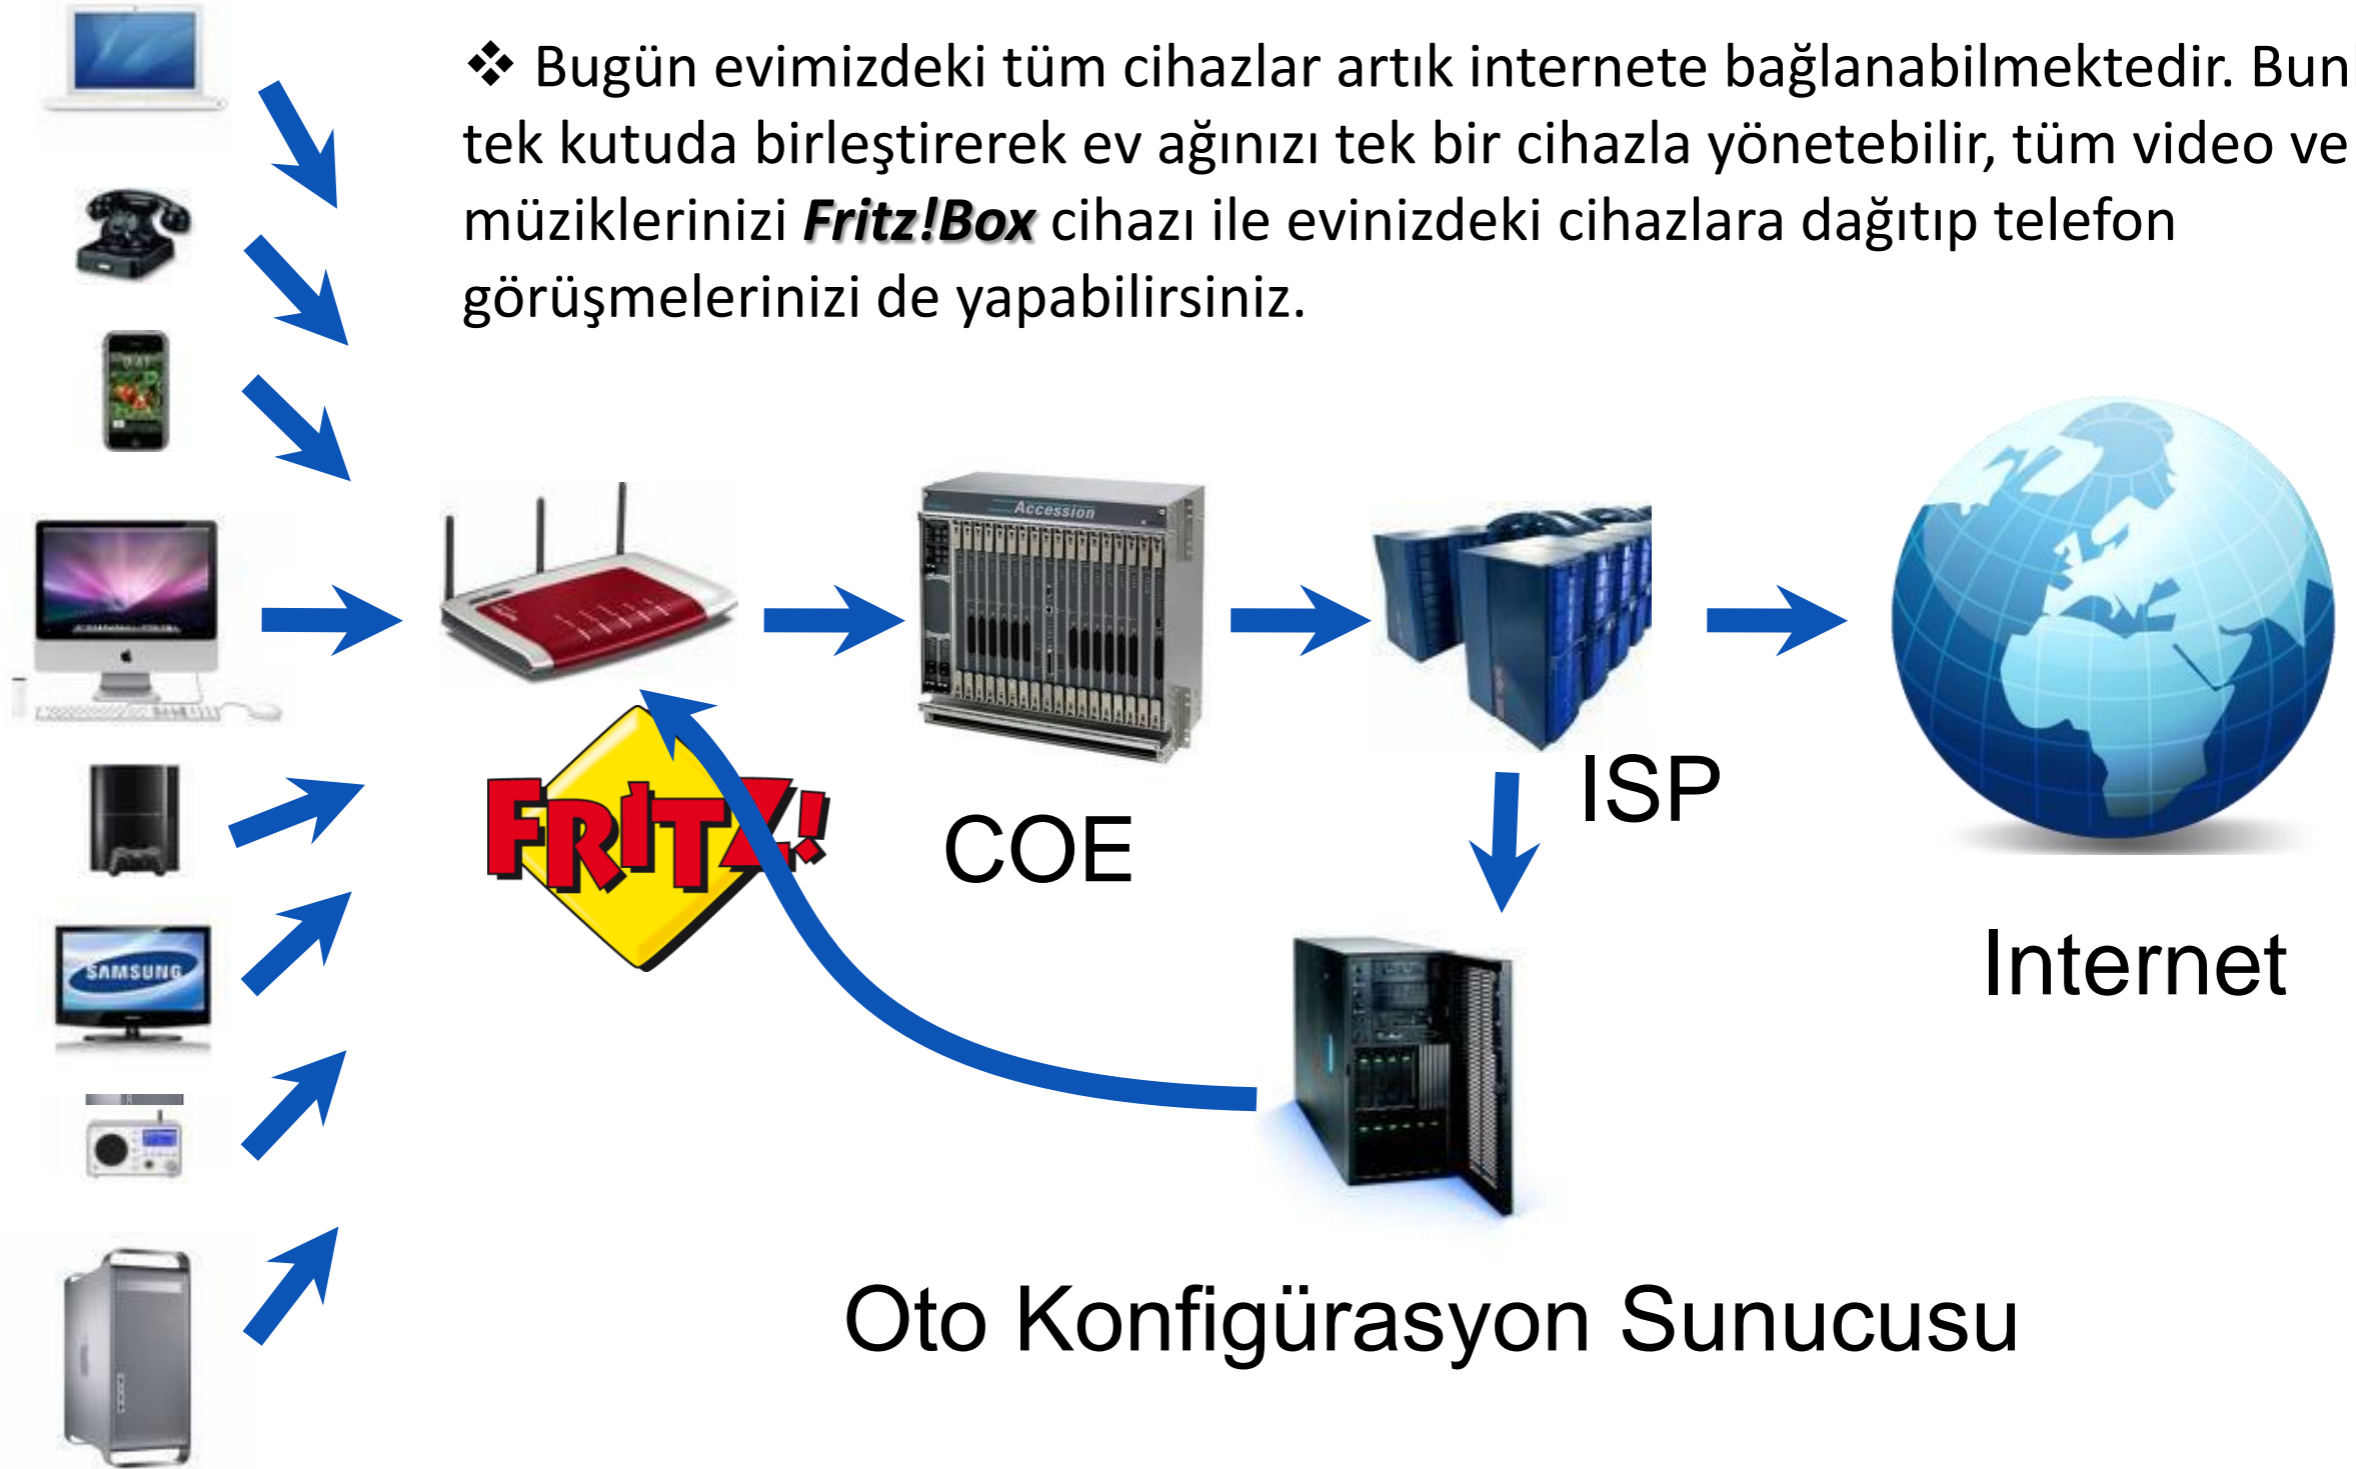 ❖ Bugün evimizdeki tüm cihazlar artık internete bağlanabilmektedir.
tek kutuda birleştirerek ev ağınızı tek bir cihazla yönetebilir, tüm video ve
müziklerinizi Fritz!Box cihazı ile evinizdeki cihazlara dağıtıp telefon
görüşmelerinizi de yapabilirsiniz.
Accession
FRITZ!
COE
ISP
SAMSUNG
Internet
Oto Konfigürasyon Sunucusu